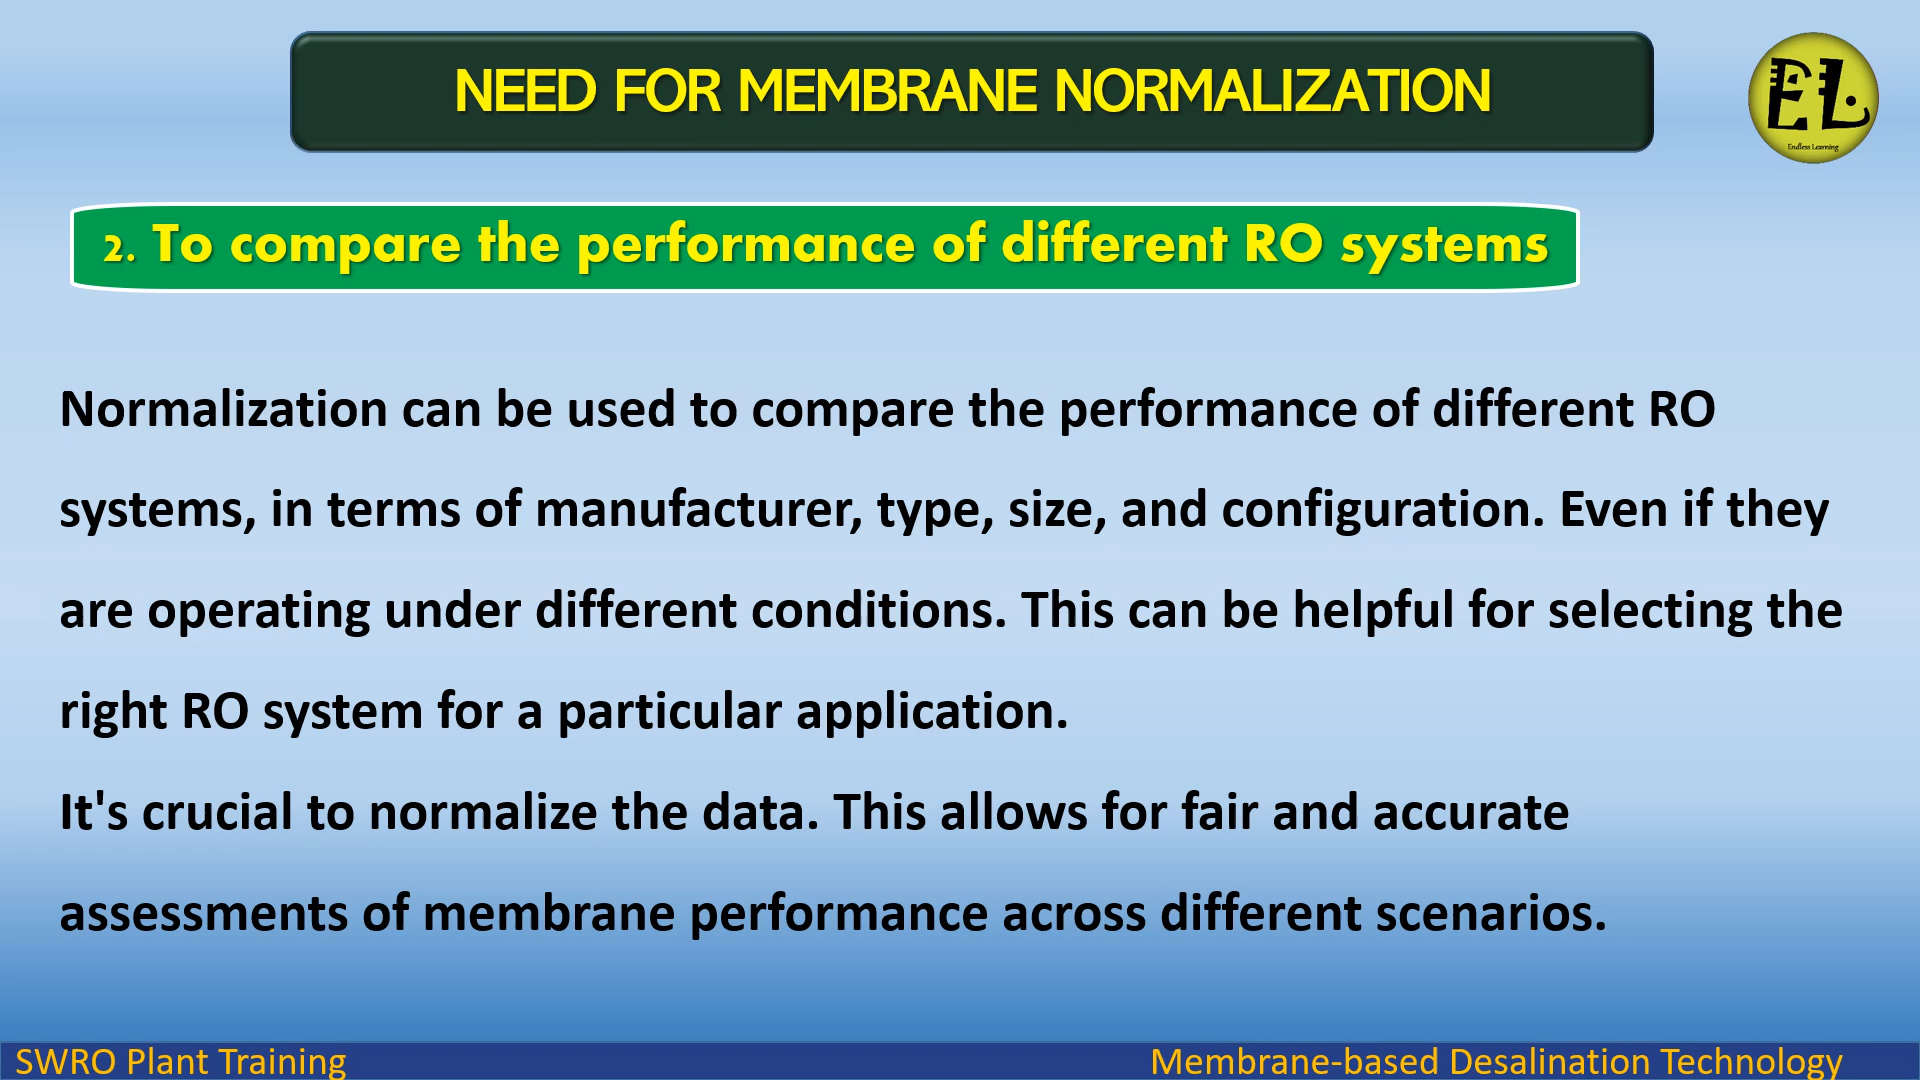 NEED FOR MEMBRANE NORMALIZATION
EL
Endless Learning
2. To compare the performance of different RO systems
Normalization can be used to compare the performance of different RO
systems, in terms of manufacturer, type, size, and configuration. Even if they
are operating under different conditions. This can be helpful for selecting the
right RO system for a particular application.
It's crucial to normalize the data. This allows for fair and accurate
assessments of membrane performance across different scenarios.
SWRO Plant Training
Membrane-based Desalination Technology